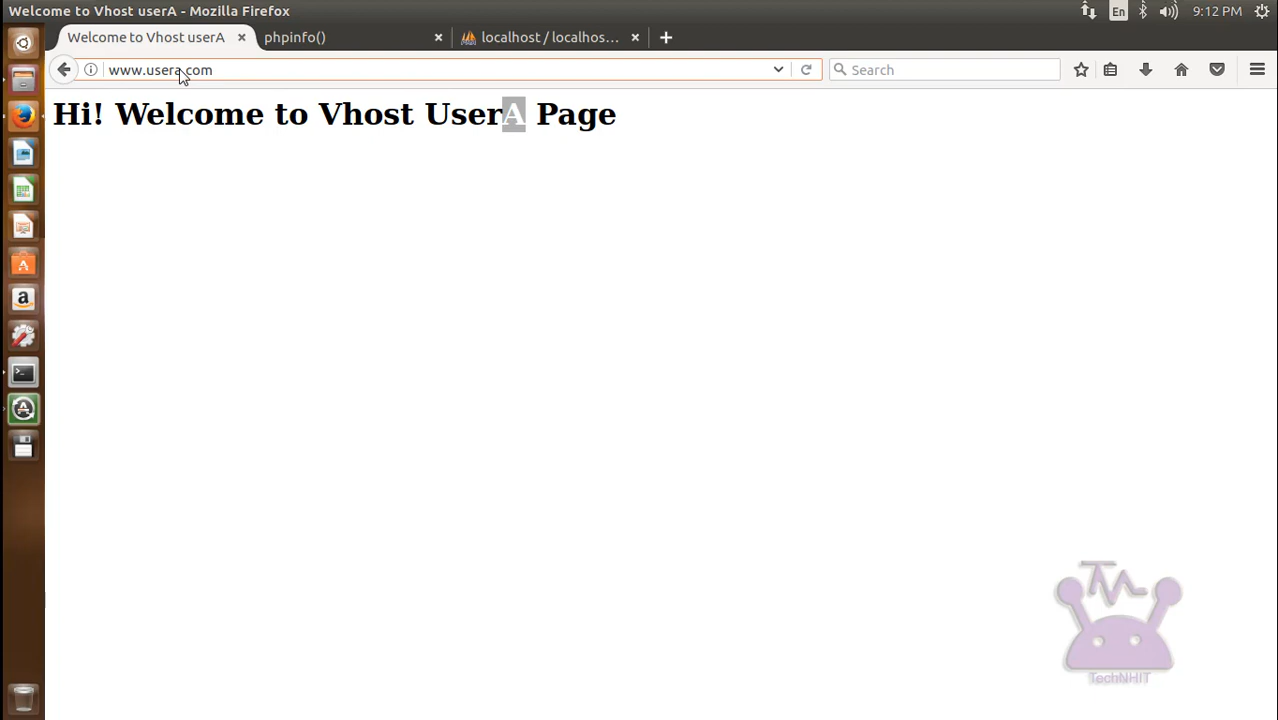 Welcome to Vhost userA - Mozilla Firefox
En
9:12 PM
Welcome to Vhost userA
phpinfo()
localhost / localhos...
www.usera.com
Search
Hi! Welcome to Vhost UserA Page
TechNHIT